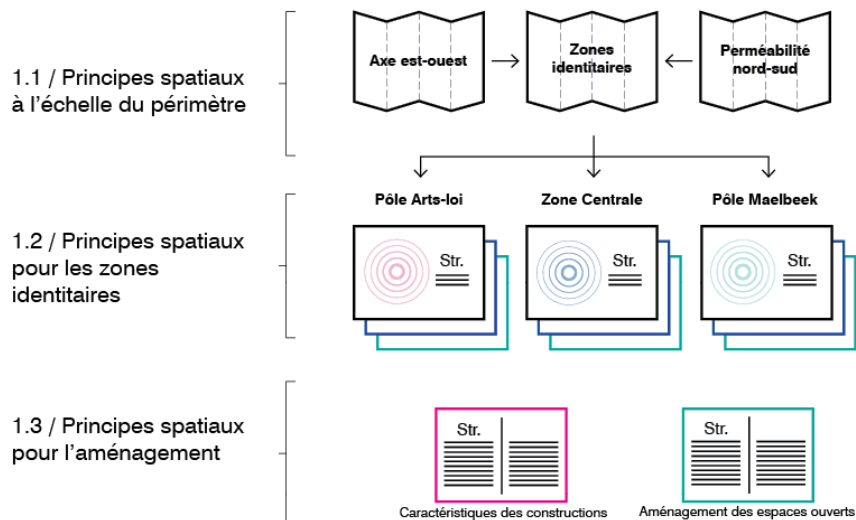 1.1 / Principes spatiaux
à l'échelle du périmètre
Axe est-ouest
Zones
identitaires
Perméabilité
nord-sud
1.2 / Principes spatiaux
pour les zones
identitaires
Pôle Arts-loi
Zone Centrale
Pôle Maelbeek
Str.
Str.
Str.
1.3 / Principes spatiaux
pour l'aménagement
Str.
Str.
Caractéristiques des constructions
Aménagement des espaces ouverts